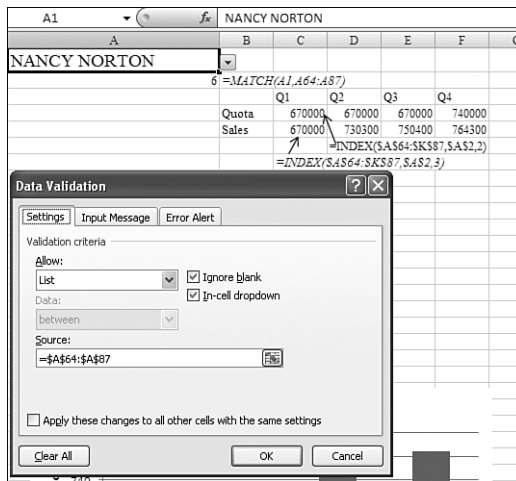 A1 fx NANCY NORTON
A B C D E F
NANCY NORTON
6 =MATCH(A1,A64:A87)
Q1 Q2 Q3 Q4
Quota 670000 670000 670000 740000
Sales 670000 730300 750400 764300
=INDEX($A$64:$K$87,$A$2,2)
=INDEX($A$64:$K$87,$A$2,3)
Data Validation
Settings Input Message Error Alert
Validation criteria
Allow:
List
Ignore blank
In-cell dropdown
Data:
between
Source:
=$A$64:$A$87
Apply these changes to all other cells with the same settings
Clear All OK Cancel